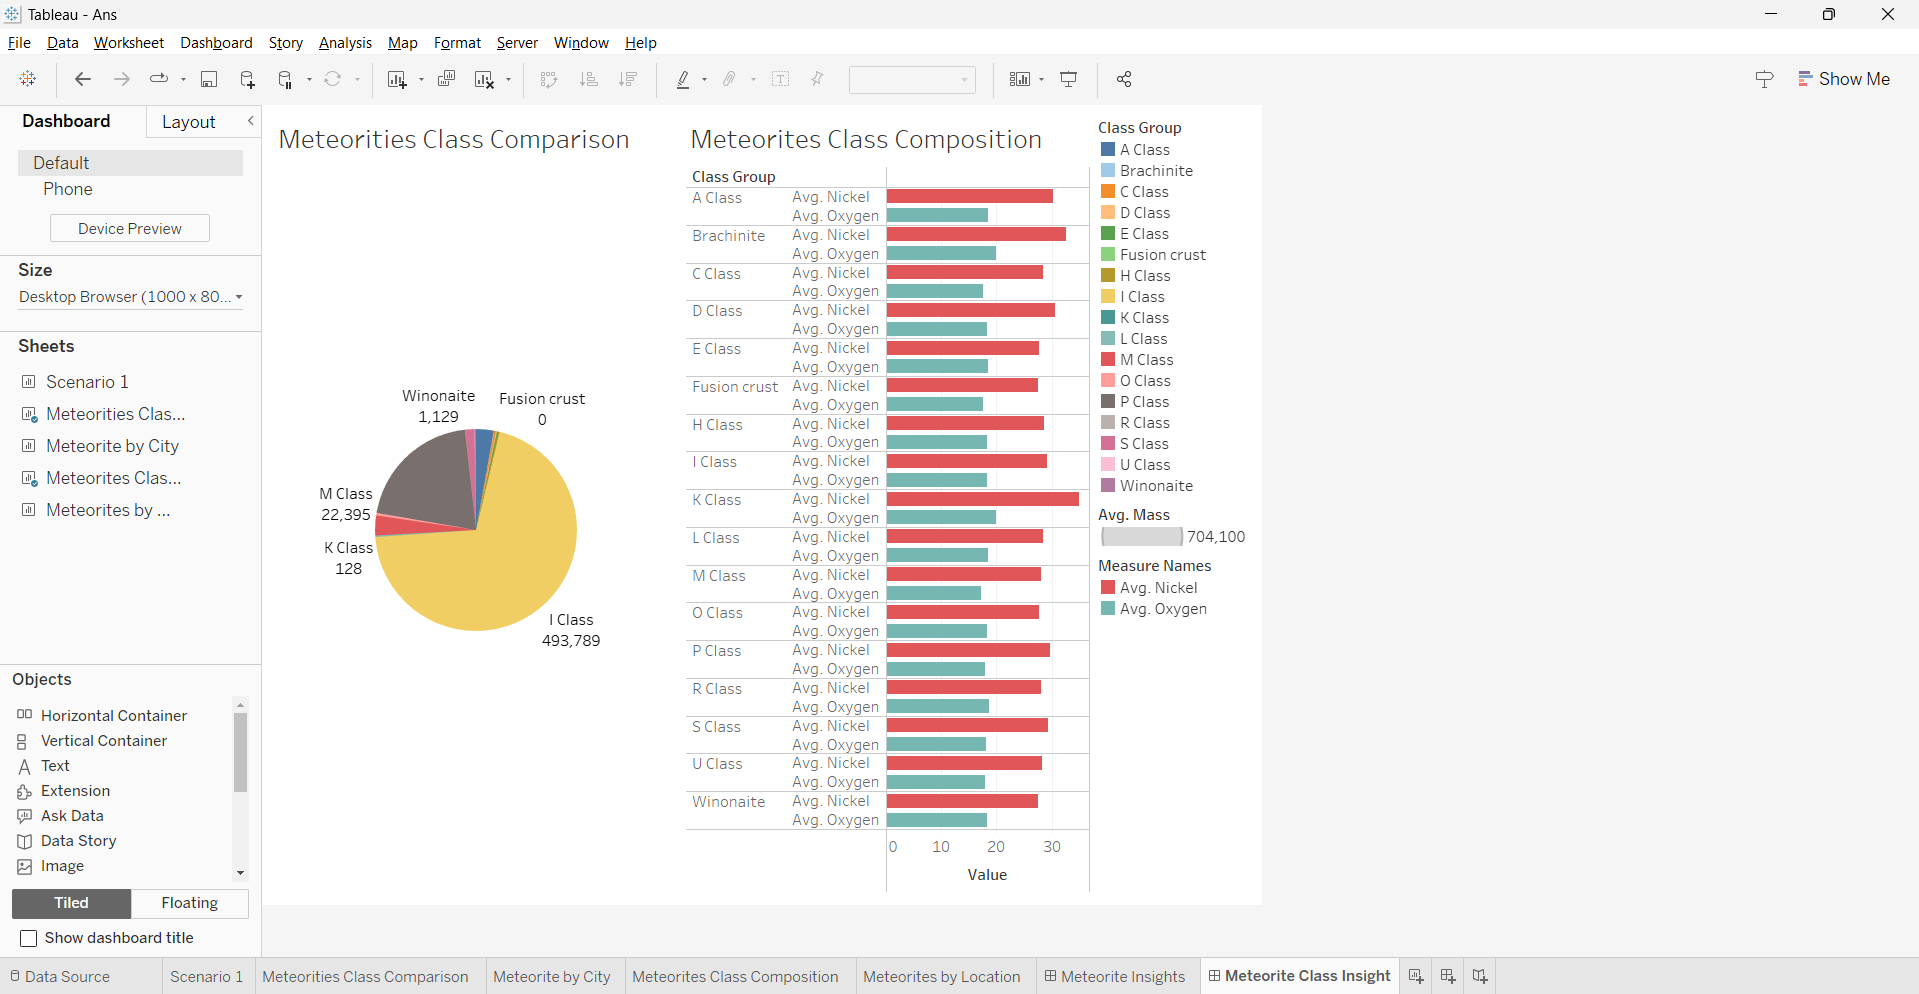 Tableau - Ans
File Data Worksheet Dashboard Story Analysis Map Format Server Window Help
Show Me
Dashboard Layout
Default
Phone
Device Preview
Size
Desktop Browser (1000 x 80...
Sheets
Scenario 1
Meteorities Clas...
Meteorite by City
Meteorites Clas...
Meteorites by ...
Objects
Horizontal Container
Vertical Container
Text
Extension
Ask Data
Data Story
Image
Tiled Floating
Show dashboard title
Meteorities Class Comparison
Winonaite
1,129
Fusion crust
0
M Class
22,395
K Class
128
I Class
493,789
Meteorites Class Composition
Class Group
A Class Avg. Nickel
Avg. Oxygen
Brachinite Avg. Nickel
Avg. Oxygen
C Class Avg. Nickel
Avg. Oxygen
D Class Avg. Nickel
Avg. Oxygen
E Class Avg. Nickel
Avg. Oxygen
Fusion crust Avg. Nickel
Avg. Oxygen
H Class Avg. Nickel
Avg. Oxygen
I Class Avg. Nickel
Avg. Oxygen
K Class Avg. Nickel
Avg. Oxygen
L Class Avg. Nickel
Avg. Oxygen
M Class Avg. Nickel
Avg. Oxygen
O Class Avg. Nickel
Avg. Oxygen
P Class Avg. Nickel
Avg. Oxygen
R Class Avg. Nickel
Avg. Oxygen
S Class Avg. Nickel
Avg. Oxygen
U Class Avg. Nickel
Avg. Oxygen
Winonaite Avg. Nickel
Avg. Oxygen
0 10 20 30
Value
Class Group
A Class
Brachinite
C Class
D Class
E Class
Fusion crust
H Class
I Class
K Class
L Class
M Class
O Class
P Class
R Class
S Class
U Class
Winonaite
Avg. Mass
704,100
Measure Names
Avg. Nickel
Avg. Oxygen
Data Source Scenario 1 Meteorities Class Comparison Meteorite by City Meteorites Class Composition Meteorites by Location Meteorite Insights Meteorite Class Insight